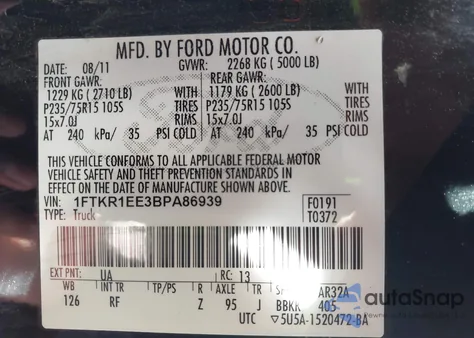 MFD. BY FORD MOTOR CO.
DATE: 08/11 GVWR: 2268 KG ( 5000 LB)
FRONT GAWR: REAR GAWR:
1229 KG ( 2710 LB) WITH 1179 KG ( 2600 LB) WITH
P235/75R15 105S TIRES P235/75R15 105S TIRES
15x7.0J RIMS 15x7.0J RIMS
AT 240 kPa/ 35 PSI COLD AT 240 kPa/ 35 PSI COLD
THIS VEHICLE CONFORMS TO ALL APPLICABLE FEDERAL MOTOR
VEHICLE SAFETY AND THEFT PREVENTION STANDARDS IN
EFFECT ON THE DATE OF MANUFACTURE SHOWN ABOVE.
VIN: 1FTKR1EE3BPA86939 F0191
TYPE: Truck T0372
EXT PNT: UA RC: 13
WB INT TR TP/PS R AXLE TR AR32A
126 RF Z 95 J BBKR 405
UTC ▽5U5A-1520472-BA
Ford
autoSnap